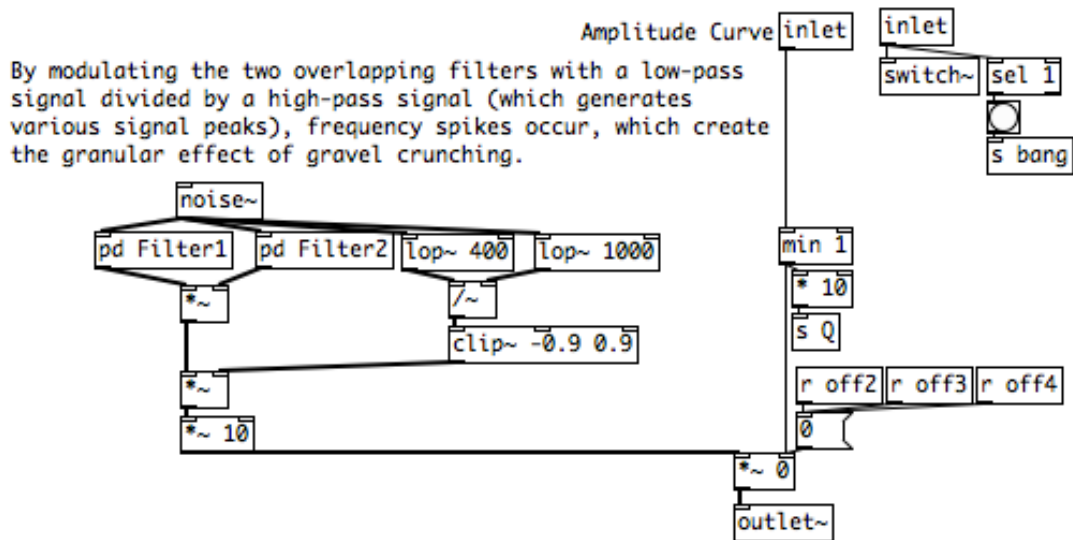 Amplitude Curve inlet
inlet
By modulating the two overlapping filters with a low-pass
signal divided by a high-pass signal (which generates
various signal peaks), frequency spikes occur, which create
the granular effect of gravel crunching.
switch~ sel 1
s bang
noise~
pd Filter1 pd Filter2 lop~ 400 lop~ 1000
min 1
*~ /~ * 10
clip~ -0.9 0.9 s Q
*~ r off2 r off3 r off4
*~ 10 0
*~ 0
outlet~